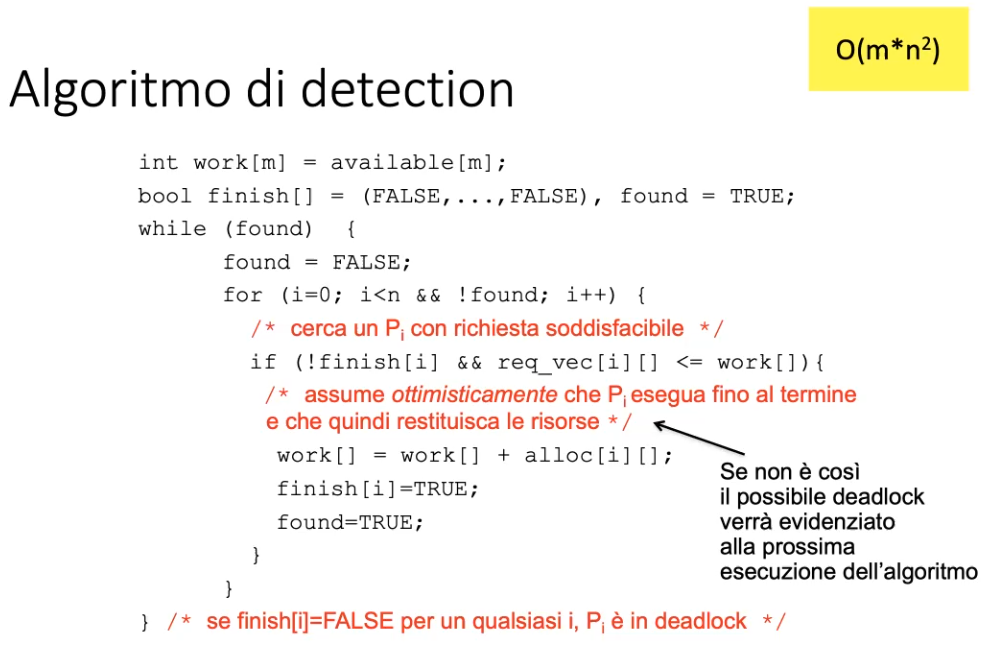 O(m*n²)
Algoritmo di detection
int work[m] = available[m];
bool finish[] = (FALSE,...,FALSE), found = TRUE;
while (found) {
found = FALSE;
for (i=0; i<n && !found; i++) {
/* cerca un Pi con richiesta soddisfacibile */
if (!finish[i] && req_vec[i][] <= work[]){
/* assume ottimisticamente che Pi esegua fino al termine
e che quindi restituisca le risorse */
work[] = work[] + alloc[i][];
finish[i]=TRUE;
found=TRUE;
}
}
} /* se finish[i]=FALSE per un qualsiasi i, Pi è in deadlock */
Se non è così
il possibile deadlock
verrà evidenziato
alla prossima
esecuzione dell'algoritmo